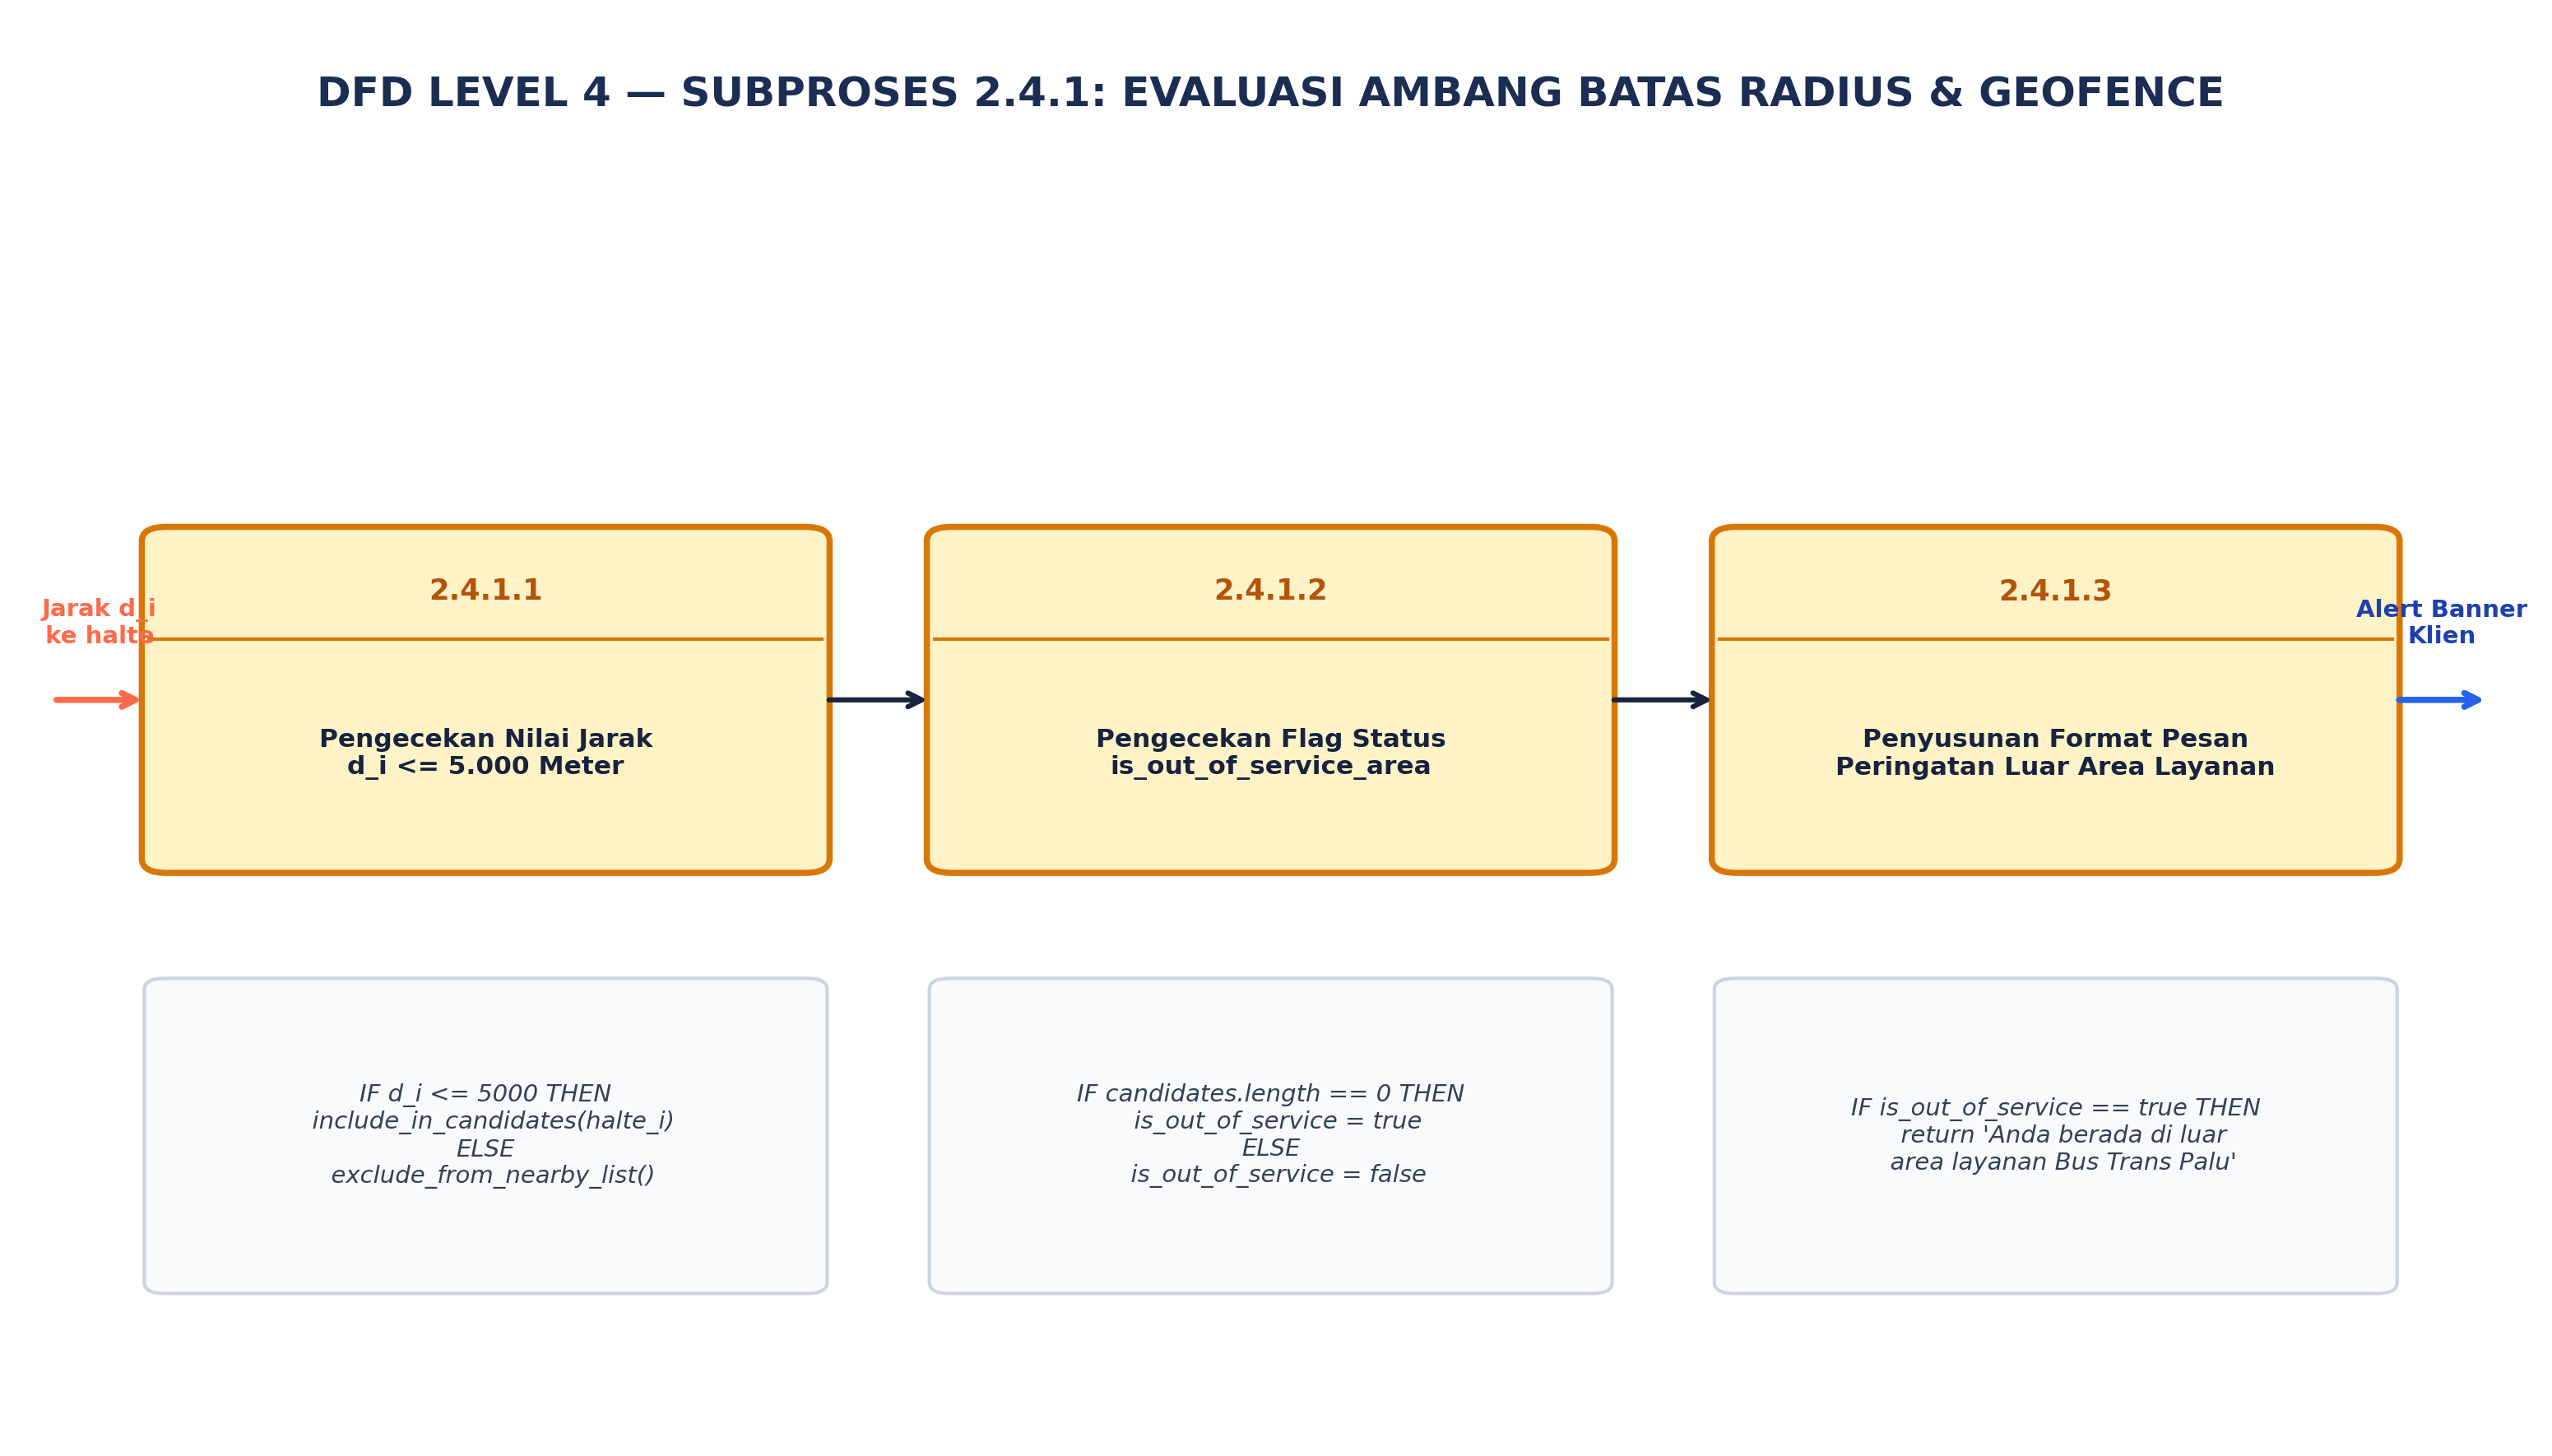 DFD LEVEL 4 — SUBPROSES 2.4.1: EVALUASI AMBANG BATAS RADIUS & GEOFENCE
Jarak d_i
ke halte
2.4.1.1
Pengecekan Nilai Jarak
d_i <= 5.000 Meter
2.4.1.2
Pengecekan Flag Status
is_out_of_service_area
2.4.1.3
Penyusunan Format Pesan
Peringatan Luar Area Layanan
Alert Banner
Klien
IF d_i <= 5000 THEN
include_in_candidates(halte_i)
ELSE
exclude_from_nearby_list()
IF candidates.length == 0 THEN
is_out_of_service = true
ELSE
is_out_of_service = false
IF is_out_of_service == true THEN
return 'Anda berada di luar
area layanan Bus Trans Palu'